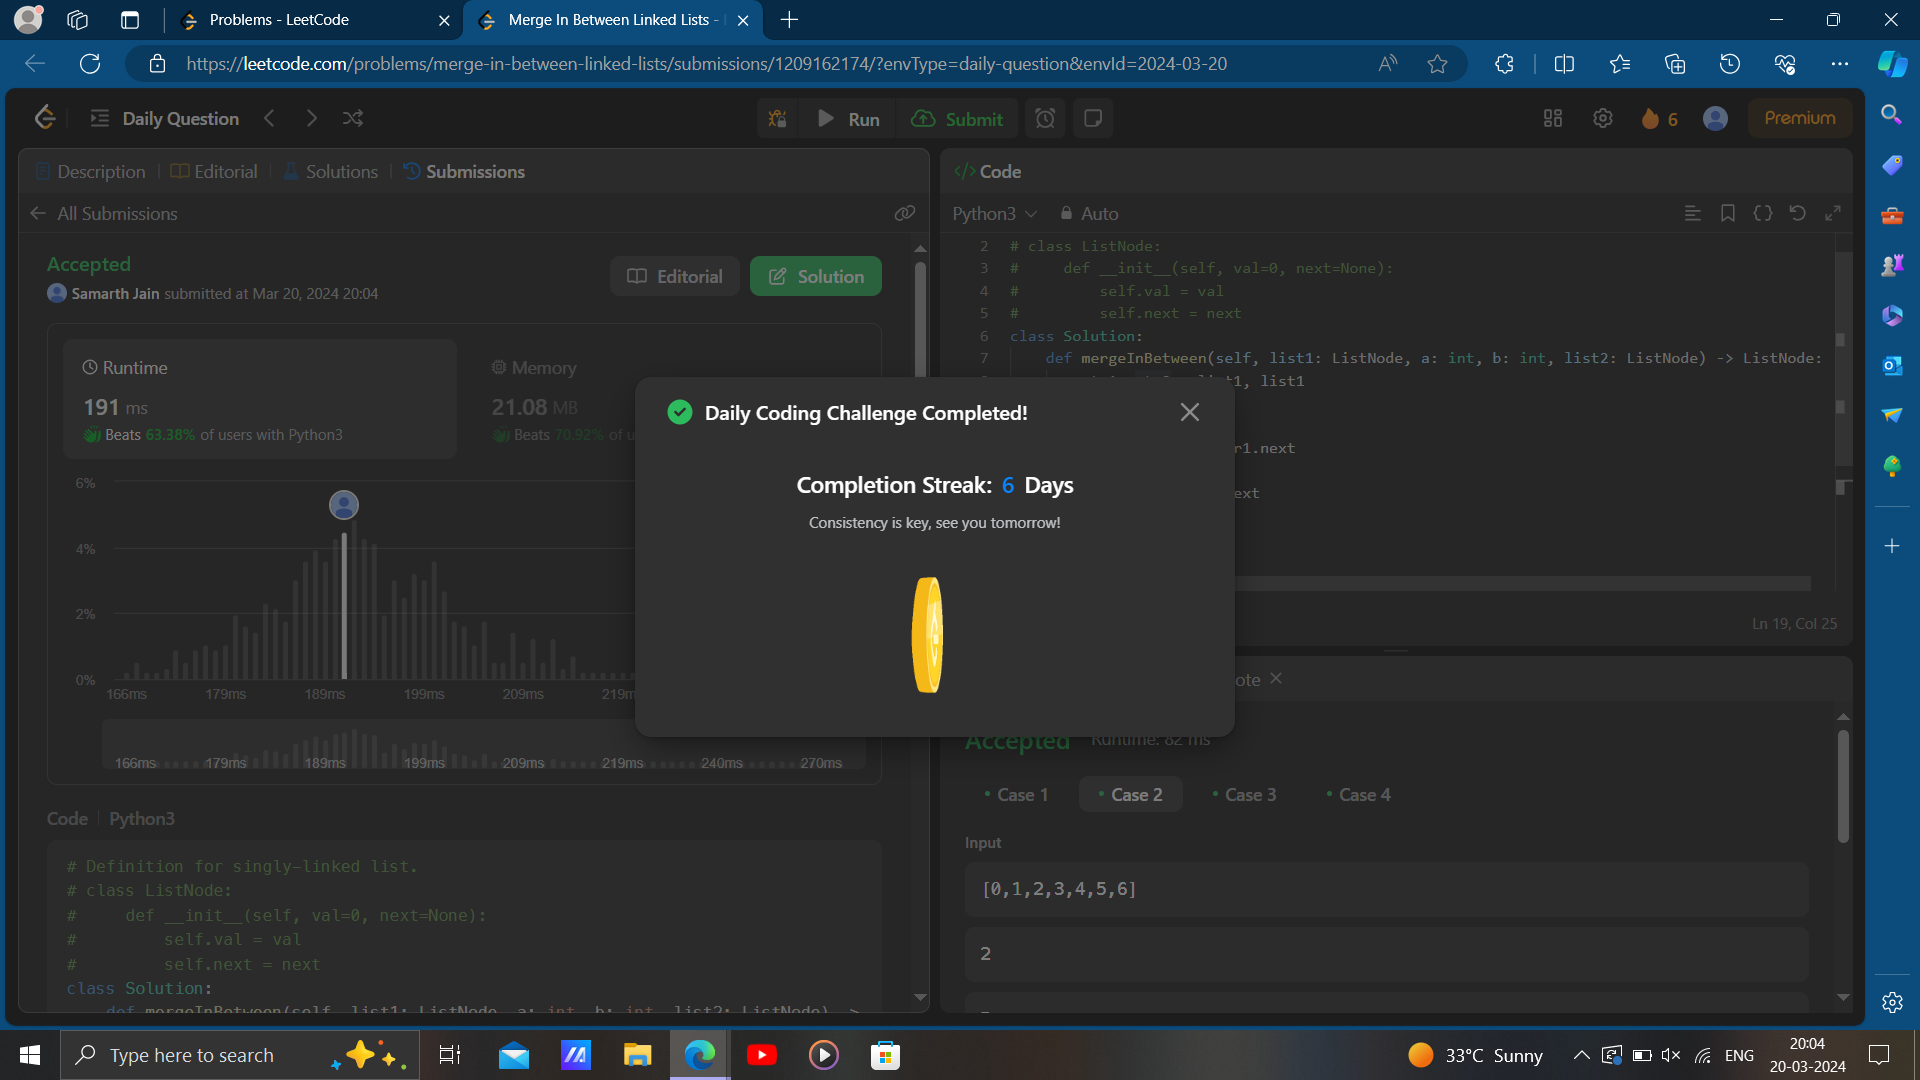 Problems - LeetCode
Merge In Between Linked Lists -
https://leetcode.com/problems/merge-in-between-linked-lists/submissions/1209162174/?envType=daily-question&envId=2024-03-20
Daily Question
Run
Submit
6
Premium
Description
Editorial
Solutions
Submissions
All Submissions
Accepted
Samarth Jain submitted at Mar 20, 2024 20:04
Editorial
Solution
Runtime
191 ms
Beats 63.38% of users with Python3
Memory
21.08 MB
Beats 70.92% of u
6%
4%
2%
0%
166ms 179ms 189ms 199ms 209ms 219m
166ms 179ms 189ms 199ms 209ms 219ms 240ms 270ms
Code
Python3
# Definition for singly-linked list.
# class ListNode:
#     def __init__(self, val=0, next=None):
#         self.val = val
#         self.next = next
class Solution:
def mergeInBetween(self, list1: ListNode, a: int, b: int, list2: ListNode) ->
Code
Python3
Auto
2 # class ListNode:
3 #     def __init__(self, val=0, next=None):
4 #         self.val = val
5 #         self.next = next
6 class Solution:
7     def mergeInBetween(self, list1: ListNode, a: int, b: int, list2: ListNode) -> ListNode:
t1, list1
r1.next
ext
Ln 19, Col 25
Daily Coding Challenge Completed!
Completion Streak: 6 Days
Consistency is key, see you tomorrow!
ote
Accepted
Runtime: 82 ms
Case 1
Case 2
Case 3
Case 4
Input
[0,1,2,3,4,5,6]
2
Type here to search
33°C Sunny
ENG
20:04
20-03-2024